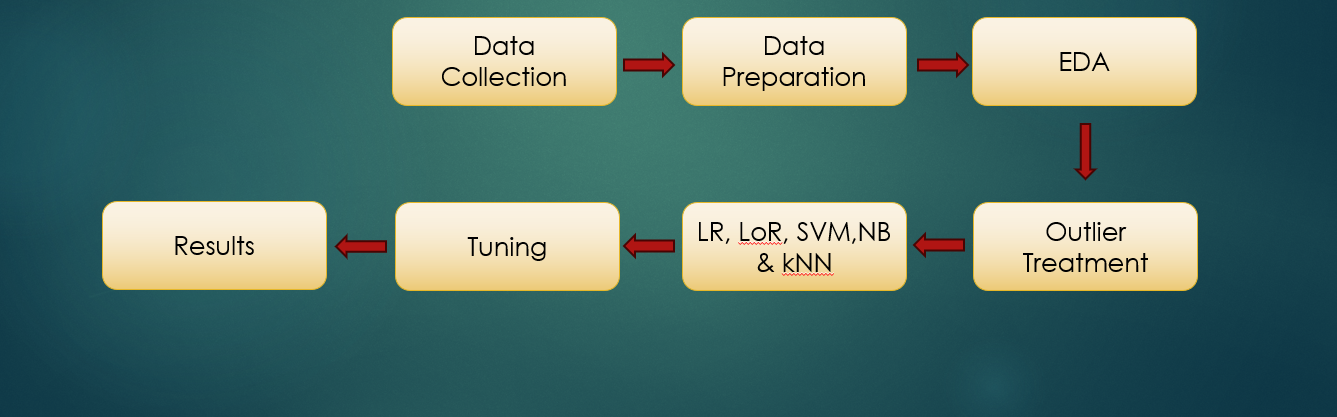 Data
Collection
Data
Preparation
EDA
Outlier
Treatment
LR, LoR, SVM,NB
& kNN
Tuning
Results